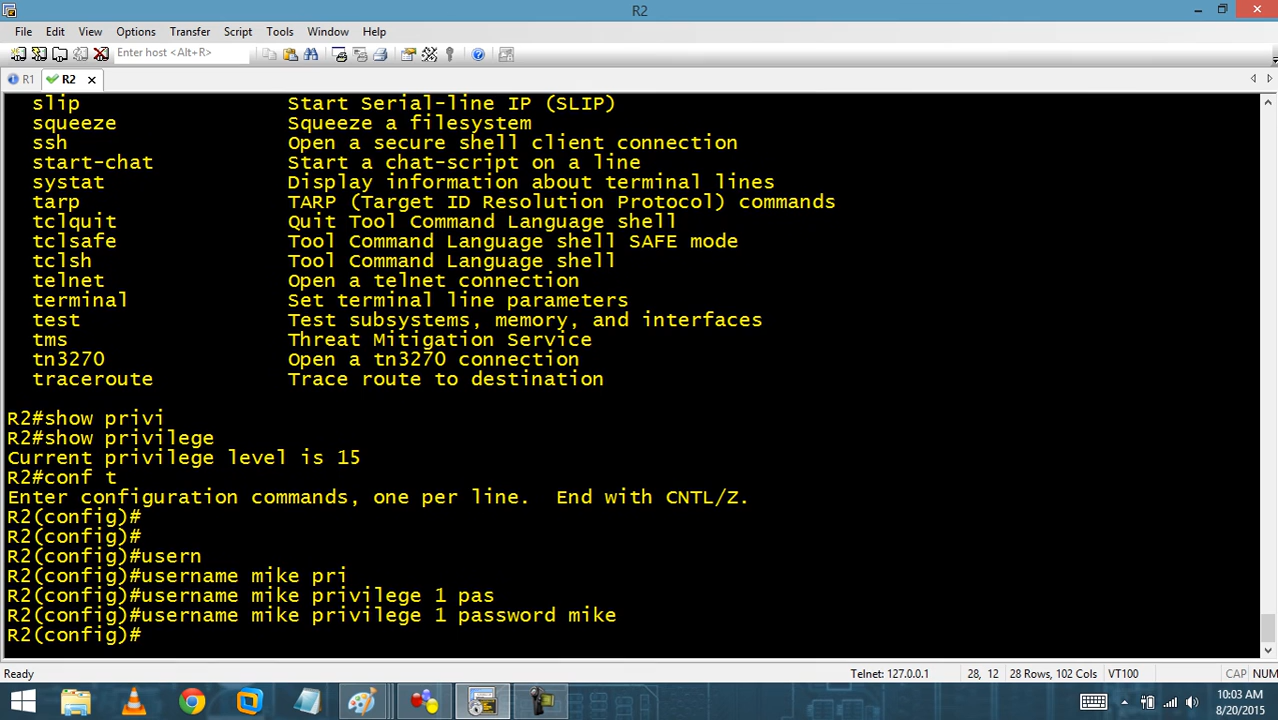 R2
File Edit View Options Transfer Script Tools Window Help
Enter host <Alt+R>
R1 R2
slip Start Serial-line IP (SLIP)
squeeze Squeeze a filesystem
ssh Open a secure shell client connection
start-chat Start a chat-script on a line
systat Display information about terminal lines
tarp TARP (Target ID Resolution Protocol) commands
tclquit Quit Tool Command Language shell
tclsafe Tool Command Language shell SAFE mode
tclsh Tool Command Language shell
telnet Open a telnet connection
terminal Set terminal line parameters
test Test subsystems, memory, and interfaces
tms Threat Mitigation Service
tn3270 Open a tn3270 connection
traceroute Trace route to destination
R2#show privi
R2#show privilege
Current privilege level is 15
R2#conf t
Enter configuration commands, one per line. End with CNTL/Z.
R2(config)#
R2(config)#
R2(config)#usern
R2(config)#username mike pri
R2(config)#username mike privilege 1 pas
R2(config)#username mike privilege 1 password mike
R2(config)#
Ready Telnet: 127.0.0.1 28, 12 28 Rows, 102 Cols VT100 CAP NUM
10:03 AM
8/20/2015